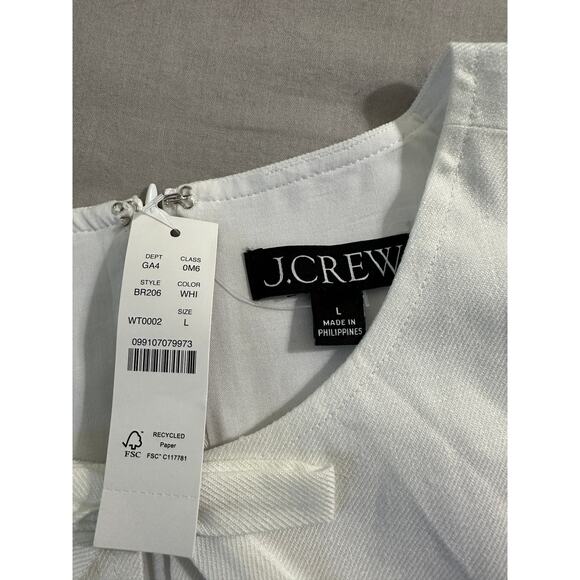 DEPT CLASS
GA4 0M6
STYLE COLOR
BR206 WHI
SIZE
WT0002 L
099107079973
RECYCLED
Paper
FSC
FSC™ C117781
J.CREW
L
MADE IN
PHILIPPINES